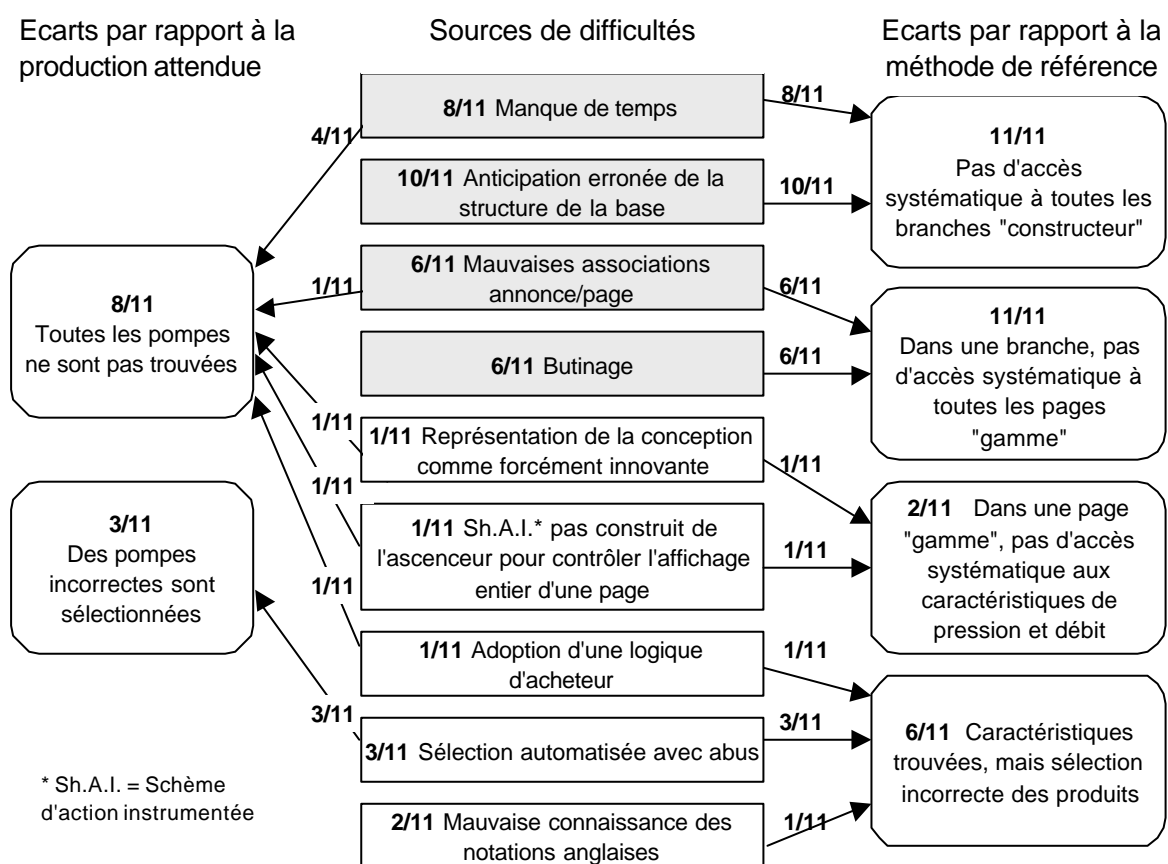 Ecarts par rapport à la
production attendue
Sources de difficultés
Ecarts par rapport à la
méthode de référence
8/11 Manque de temps
8/11
4/11
11/11
Pas d'accès
systématique à toutes les
branches "constructeur"
10/11 Anticipation erronée de la
structure de la base
10/11
8/11
Toutes les pompes
ne sont pas trouvées
1/11
6/11 Mauvaises associations
annonce/page
6/11
11/11
Dans une branche, pas
d'accès systématique à
toutes les pages
"gamme"
6/11 Butinage
6/11
1/11
1/11 Représentation de la conception
comme forcément innovante
1/11
3/11
Des pompes
incorrectes sont
sélectionnées
1/11
1/11 Sh.A.I.* pas construit de
l'ascenceur pour contrôler l'affichage
entier d'une page
1/11
2/11 Dans une page
"gamme", pas d'accès
systématique aux
caractéristiques de
pression et débit
1/11
1/11 Adoption d'une logique
d'acheteur
1/11
3/11
3/11 Sélection automatisée avec abus
3/11
6/11 Caractéristiques
trouvées, mais sélection
incorrecte des produits
* Sh.A.I. = Schème
d'action instrumentée
2/11 Mauvaise connaissance des
notations anglaises
1/11